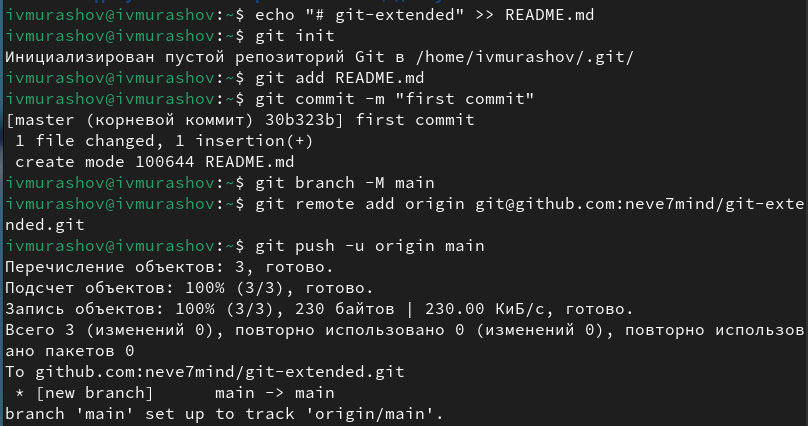 ivmurashov@ivmurashov:~$ echo "# git-extended" >> README.md
ivmurashov@ivmurashov:~$ git init
Инициализирован пустой репозиторий Git в /home/ivmurashov/.git/
ivmurashov@ivmurashov:~$ git add README.md
ivmurashov@ivmurashov:~$ git commit -m "first commit"
[master (корневой коммит) 30b323b] first commit
 1 file changed, 1 insertion(+)
 create mode 100644 README.md
ivmurashov@ivmurashov:~$ git branch -M main
ivmurashov@ivmurashov:~$ git remote add origin git@github.com:neve7mind/git-exte
nded.git
ivmurashov@ivmurashov:~$ git push -u origin main
Перечисление объектов: 3, готово.
Подсчет объектов: 100% (3/3), готово.
Запись объектов: 100% (3/3), 230 байтов | 230.00 КиБ/с, готово.
Всего 3 (изменений 0), повторно использовано 0 (изменений 0), повторно использов
ано пакетов 0
To github.com:neve7mind/git-extended.git
 * [new branch]      main -> main
branch 'main' set up to track 'origin/main'.